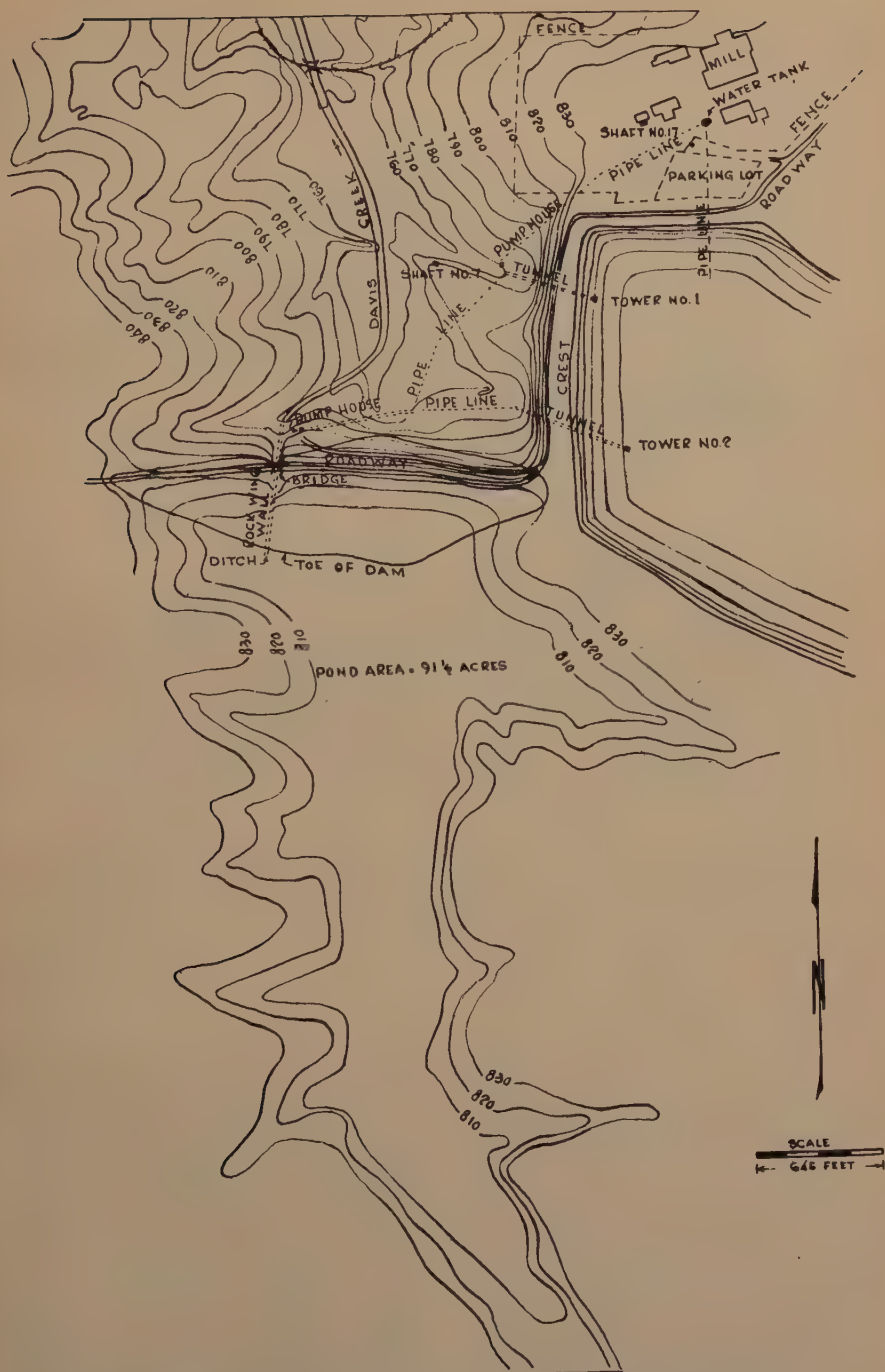 FENCE
MILL
WATER TANK
830
820
810
800
790
780
770
760
SHAFT NO. 17
FENCE
PIPE LINE
PARKING LOT
ROADWAY
CREEK
760
770
780
790
800
810
820
830
840
PUMP HOUSE
PIPE LINE
SHAFT NO. 7
TUNNEL
TOWER NO. 1
DAVIS
PIPE LINE
CREST
PIPE LINE
PUMP HOUSE
TUNNEL
TOWER NO. 2
ROADWAY
BRIDGE
ROCK WING
WALL
DITCH
TOE OF DAM
830
820
810
830
820
810
POND AREA = 91½ ACRES
N
830
820
810
SCALE
646 FEET